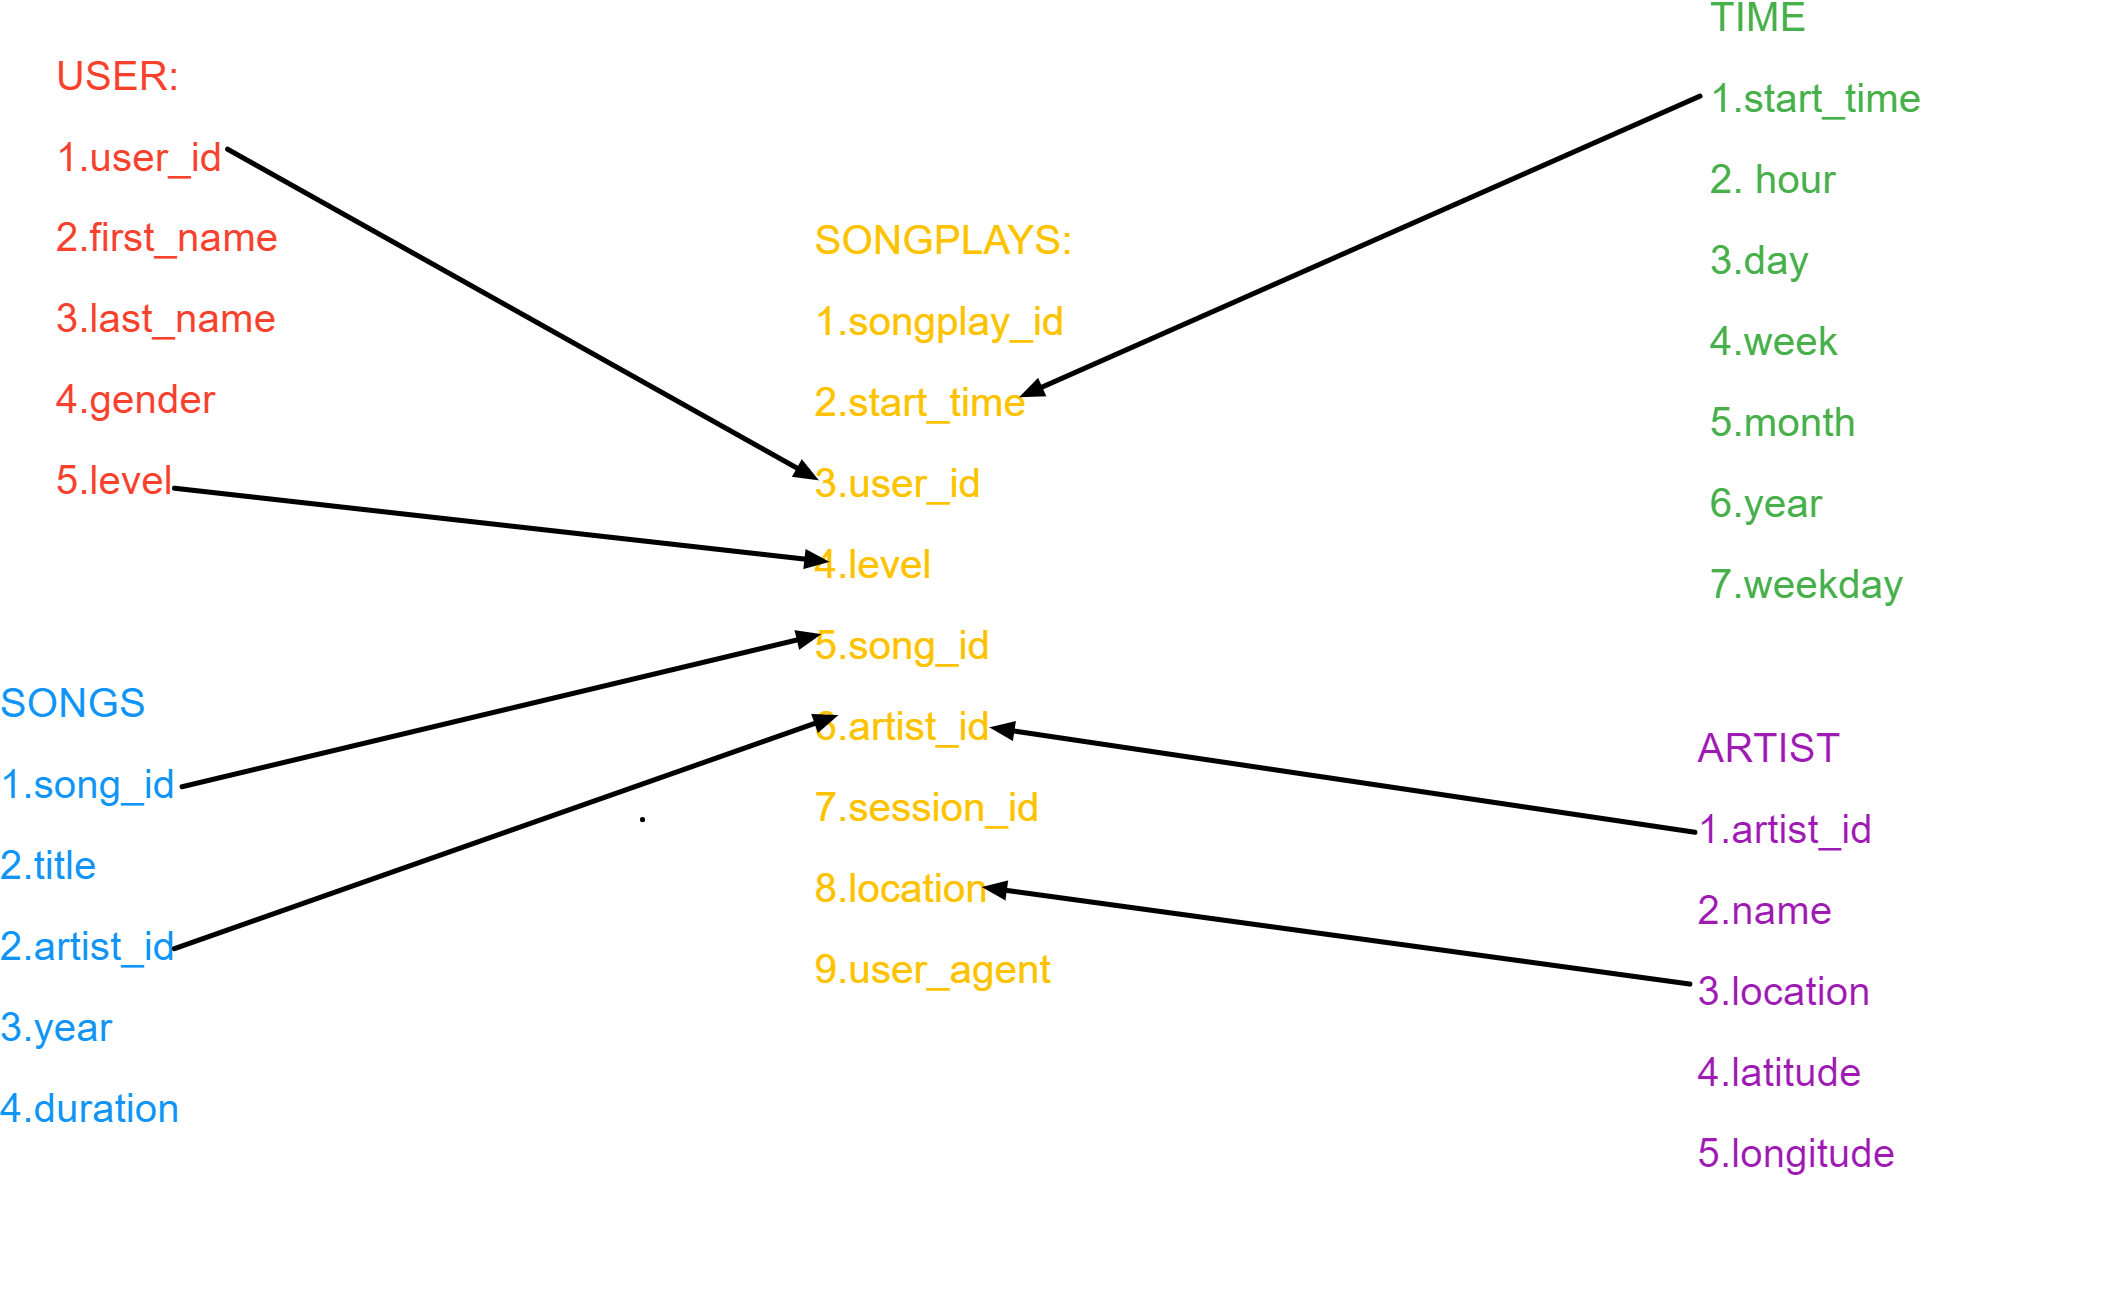 USER:
1.user_id
2.first_name
3.last_name
4.gender
5.level
SONGS
1.song_id
2.title
2.artist_id
3.year
4.duration
SONGPLAYS:
1.songplay_id
2.start_time
3.user_id
4.level
5.song_id
6.artist_id
7.session_id
8.location
9.user_agent
TIME
1.start_time
2. hour
3.day
4.week
5.month
6.year
7.weekday
ARTIST
1.artist_id
2.name
3.location
4.latitude
5.longitude